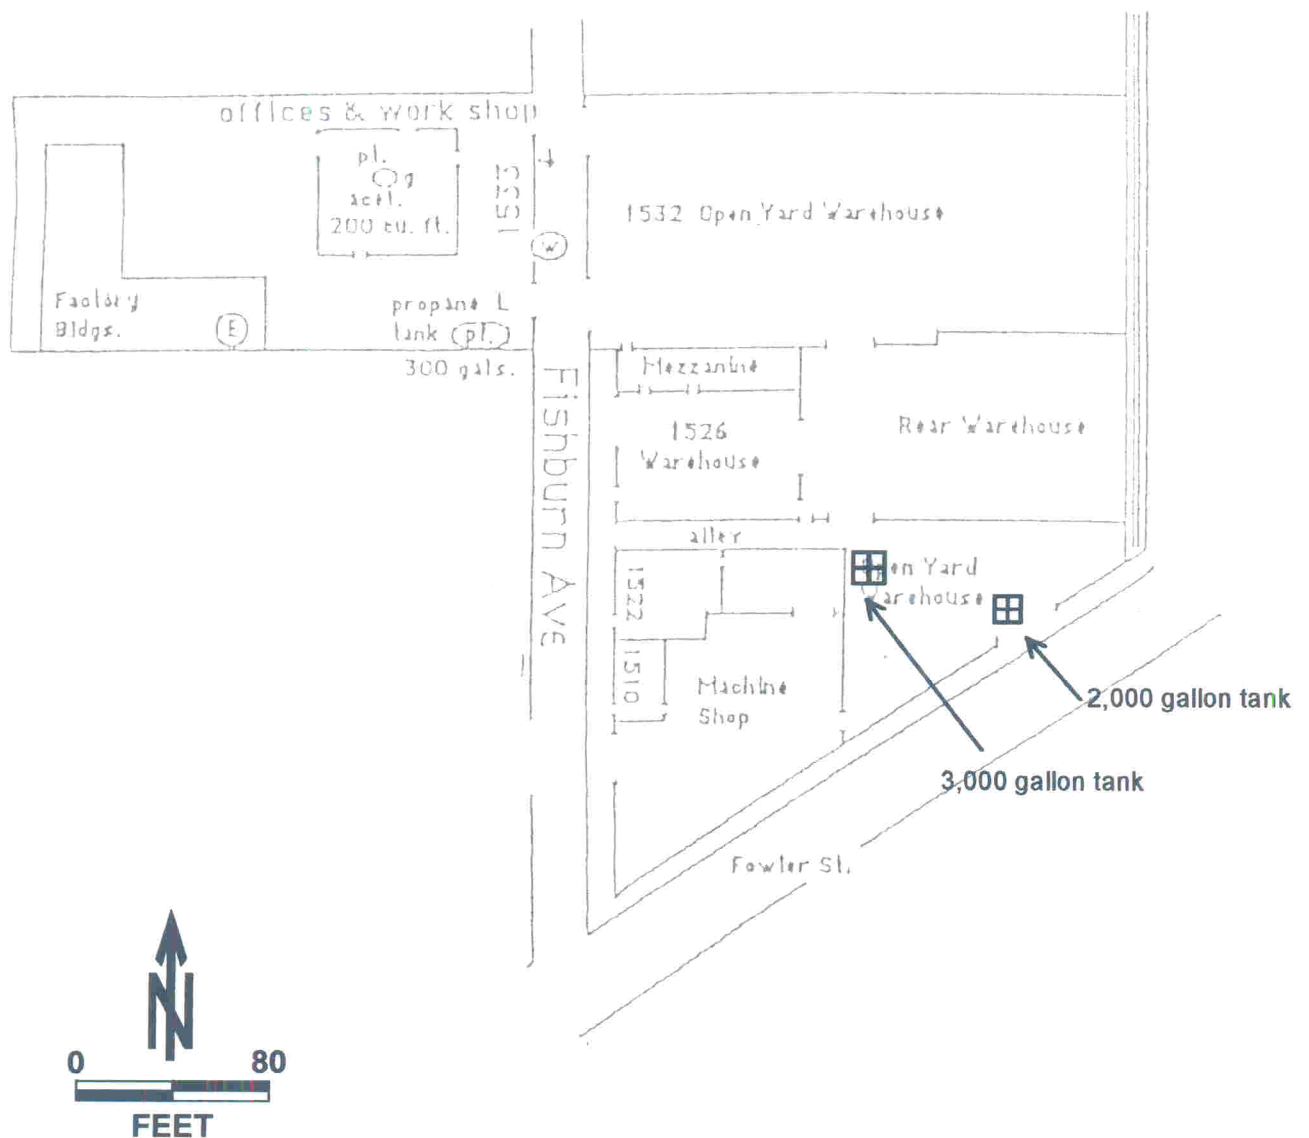 offices & work shop
pl.
g
acet.
200 cu. ft.
1533
W
1532 Open Yard Warehouse
Factory
Bldgs.
E
propane L
tank pl.
300 gals.
Fishburn Ave
Mezzanine
1526
Warehouse
Rear Warehouse
alley
1522
1510
Open Yard
Warehouse
Machine
Shop
2,000 gallon tank
3,000 gallon tank
Fowler St.
N
0 80
FEET